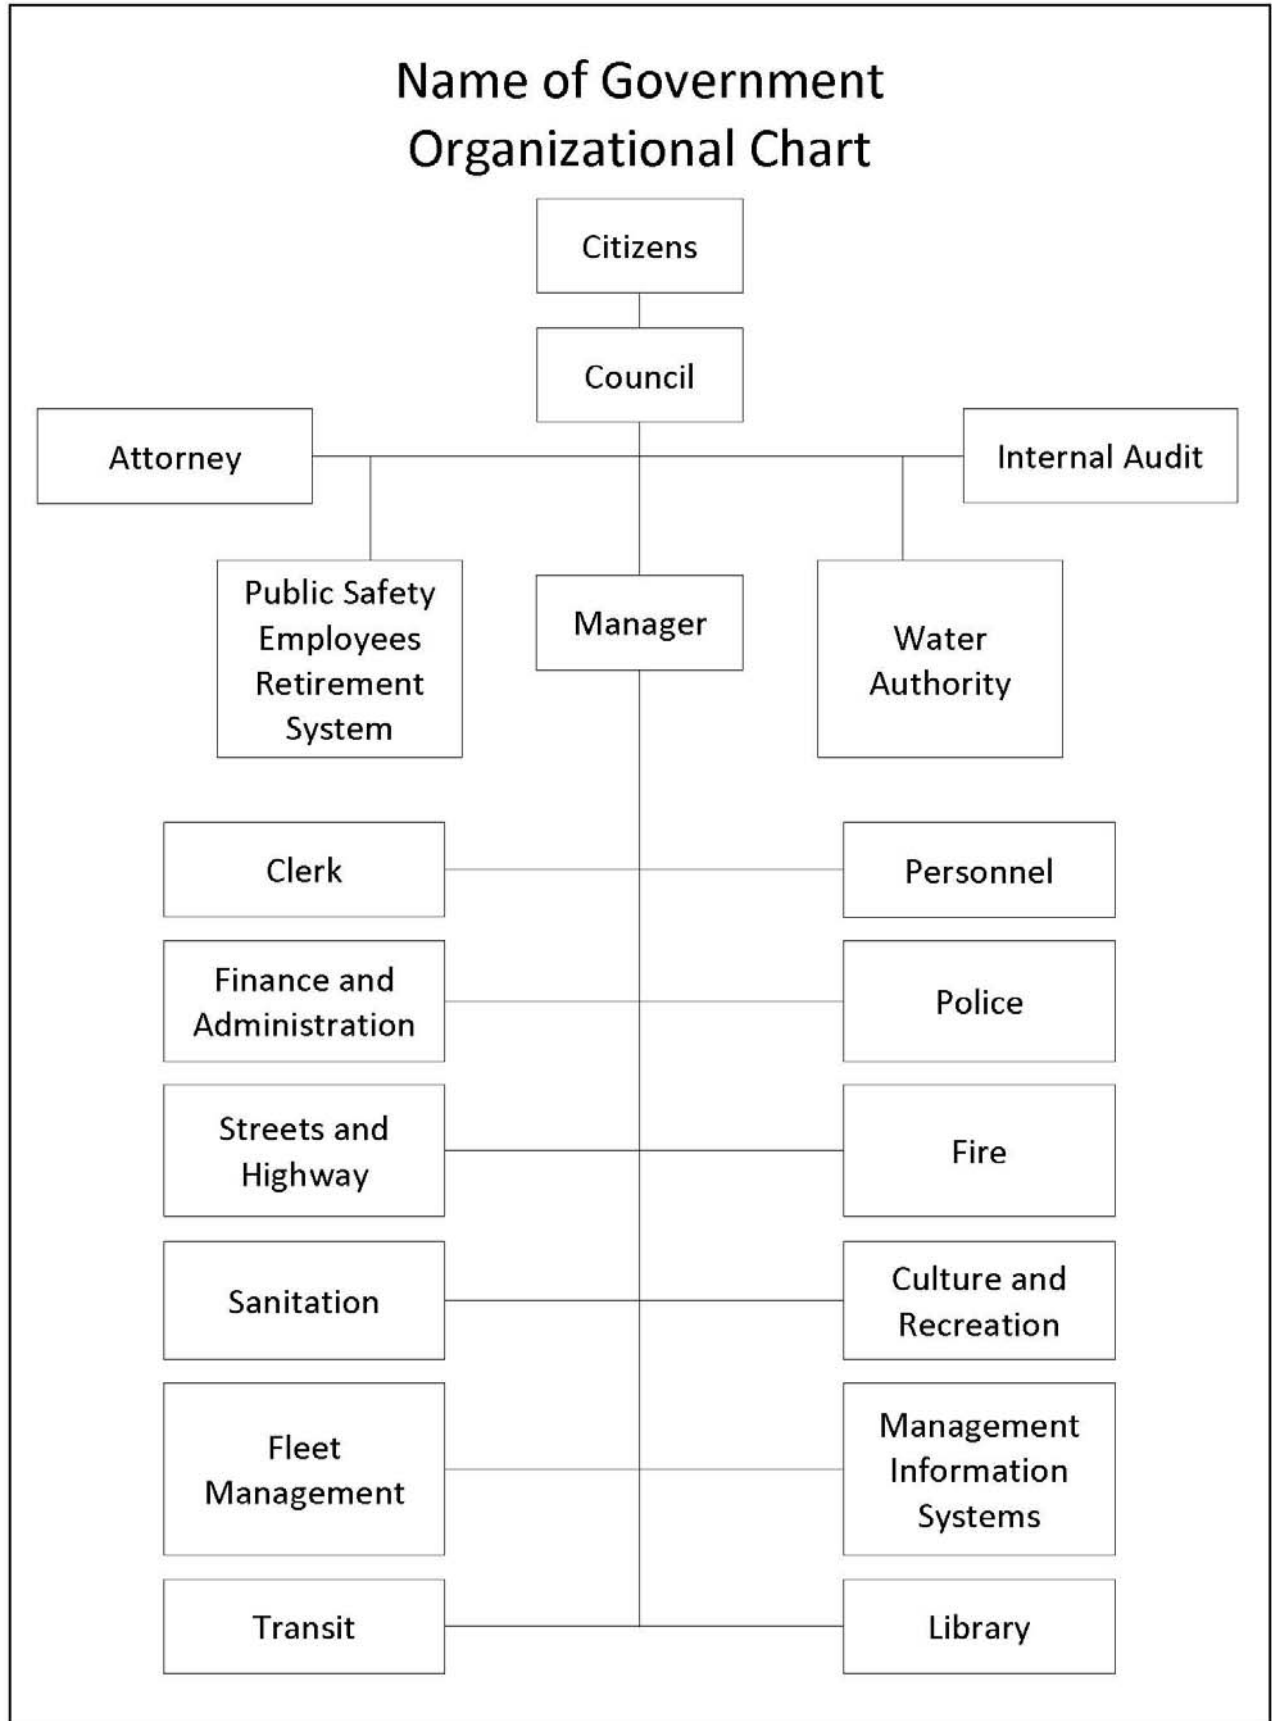 Name of Government
Organizational Chart
Citizens
Council
Attorney
Internal Audit
Public Safety
Employees
Retirement
System
Manager
Water
Authority
Clerk
Personnel
Finance and
Administration
Police
Streets and
Highway
Fire
Sanitation
Culture and
Recreation
Fleet
Management
Management
Information
Systems
Transit
Library